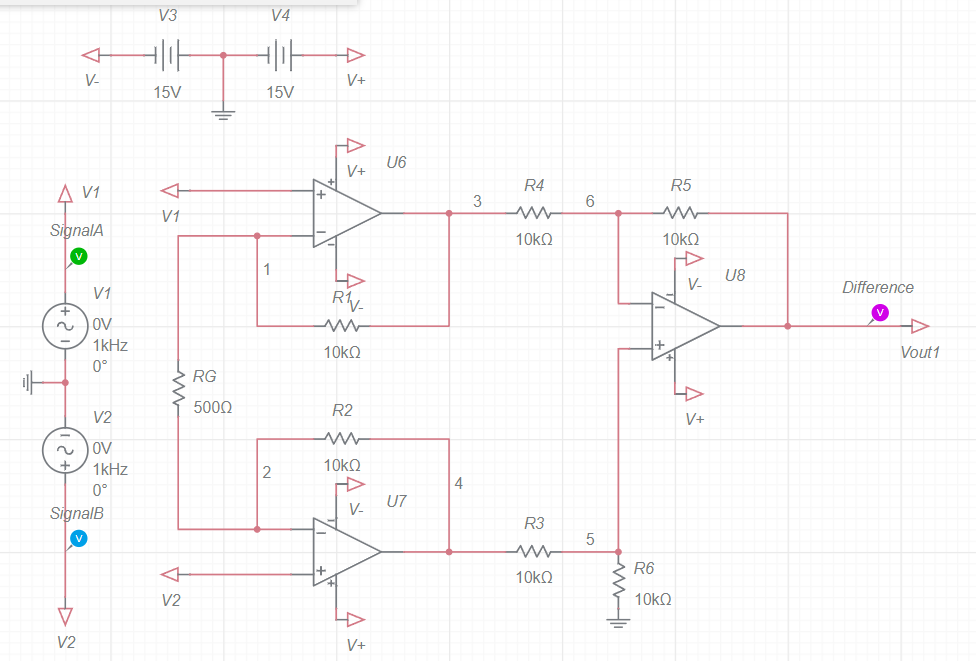 V3
V4
V-
V+
15V
15V
U6
V+
V1
V1
SignalA
V
V1
0V
1kHz
0°
1
V-
R1
10kΩ
3
R4
10kΩ
6
R5
10kΩ
V-
U8
Difference
V
Vout1
V+
RG
500Ω
V2
0V
1kHz
0°
SignalB
V
V2
R2
10kΩ
2
V-
U7
4
V2
V+
R3
10kΩ
5
R6
10kΩ